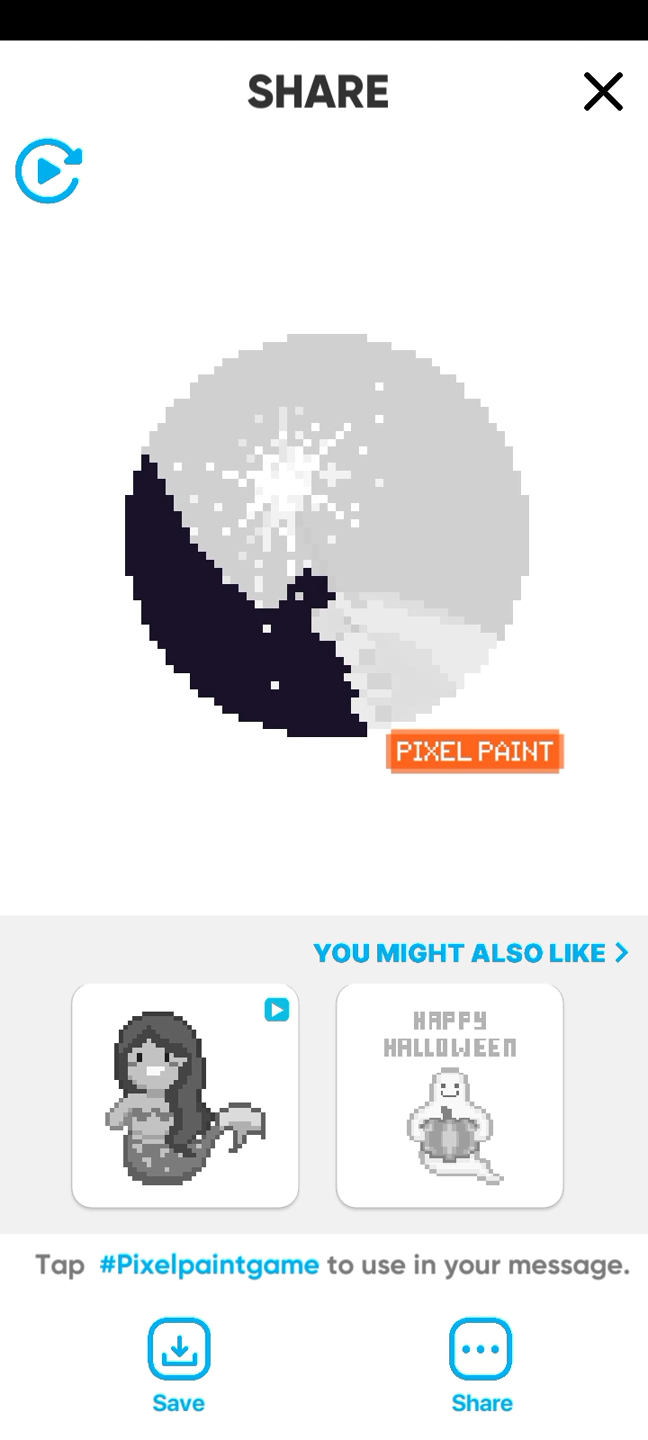 SHARE
PIXEL PAINT
YOU MIGHT ALSO LIKE >
HAPPY
HALLOWEEN
Tap #Pixelpaintgame to use in your message.
Save
Share